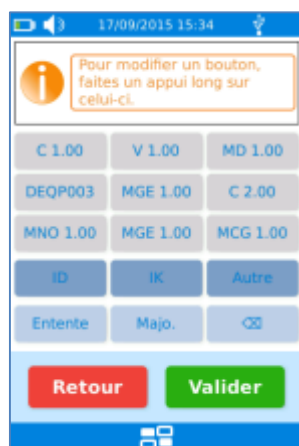 17/09/2015 15:34
Pour modifier un bouton,
faites un appui long sur
celui-ci.
C 1.00 V 1.00 MD 1.00
DEQP003 MGE 1.00 C 2.00
MNO 1.00 MGE 1.00 MCG 1.00
ID IK Autre
Entente Majo.
Retour Valider